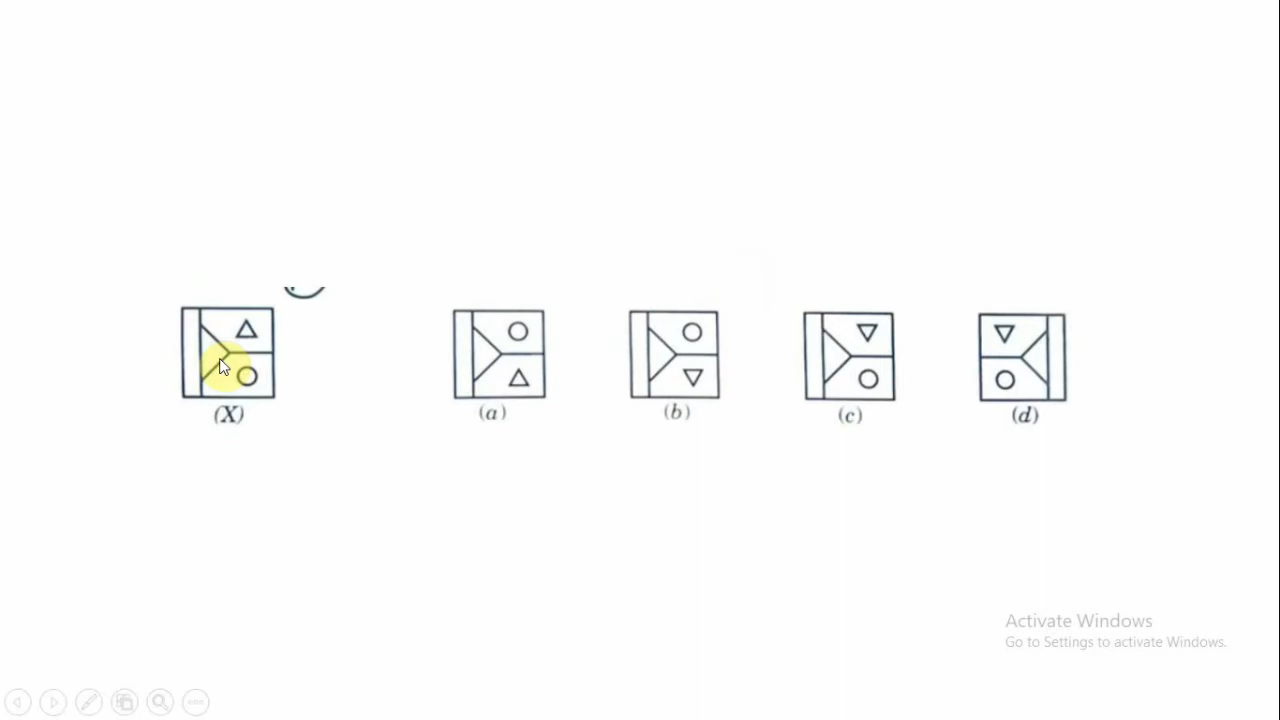 (X)
(a)
(b)
(c)
(d)
Activate Windows
Go to Settings to activate Windows.